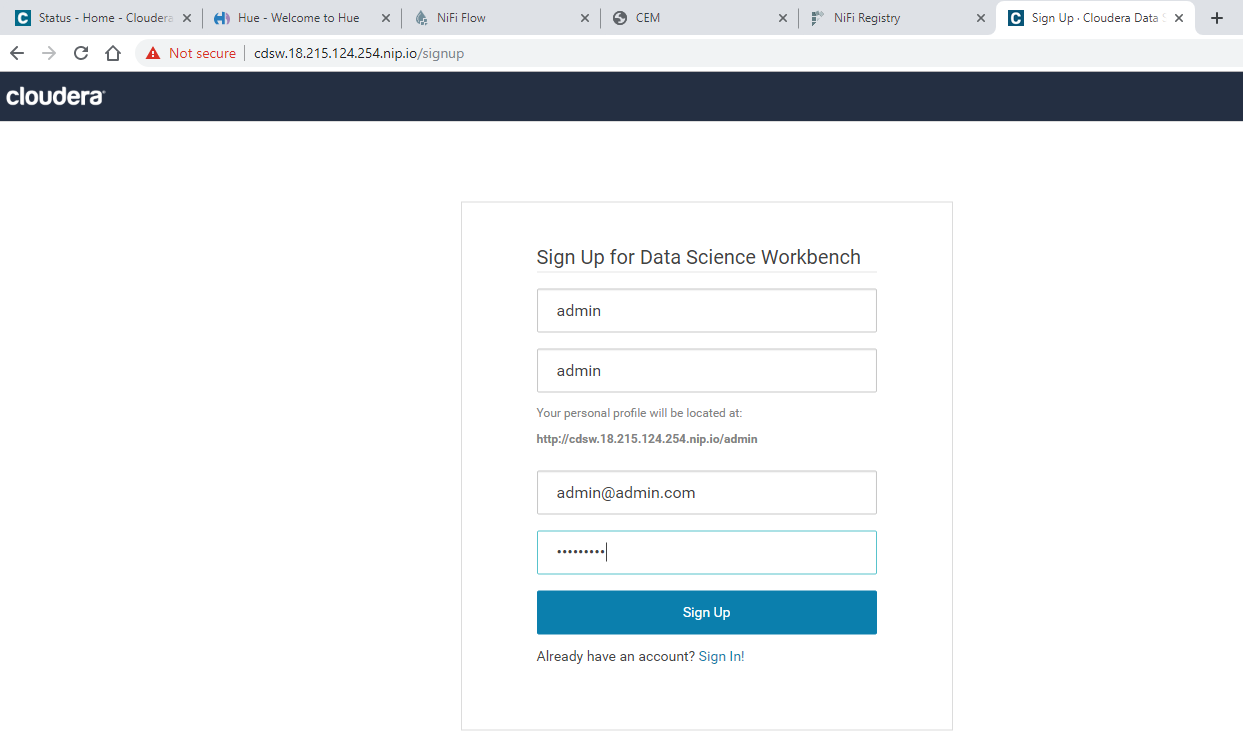 Status - Home - Cloudera
Hue - Welcome to Hue
NiFi Flow
CEM
NiFi Registry
Sign Up · Cloudera Data S
Not secure
cdsw.18.215.124.254.nip.io/signup
cloudera
Sign Up for Data Science Workbench
admin
admin
Your personal profile will be located at:
http://cdsw.18.215.124.254.nip.io/admin
admin@admin.com
•••••••••
Sign Up
Already have an account? Sign In!